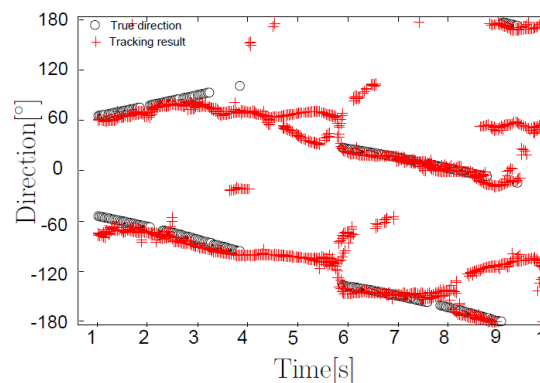 180
120
60
0
-60
-120
-180
Direction[°]
True direction
Tracking result
1 2 3 4 5 6 7 8 9 1
Time[s]